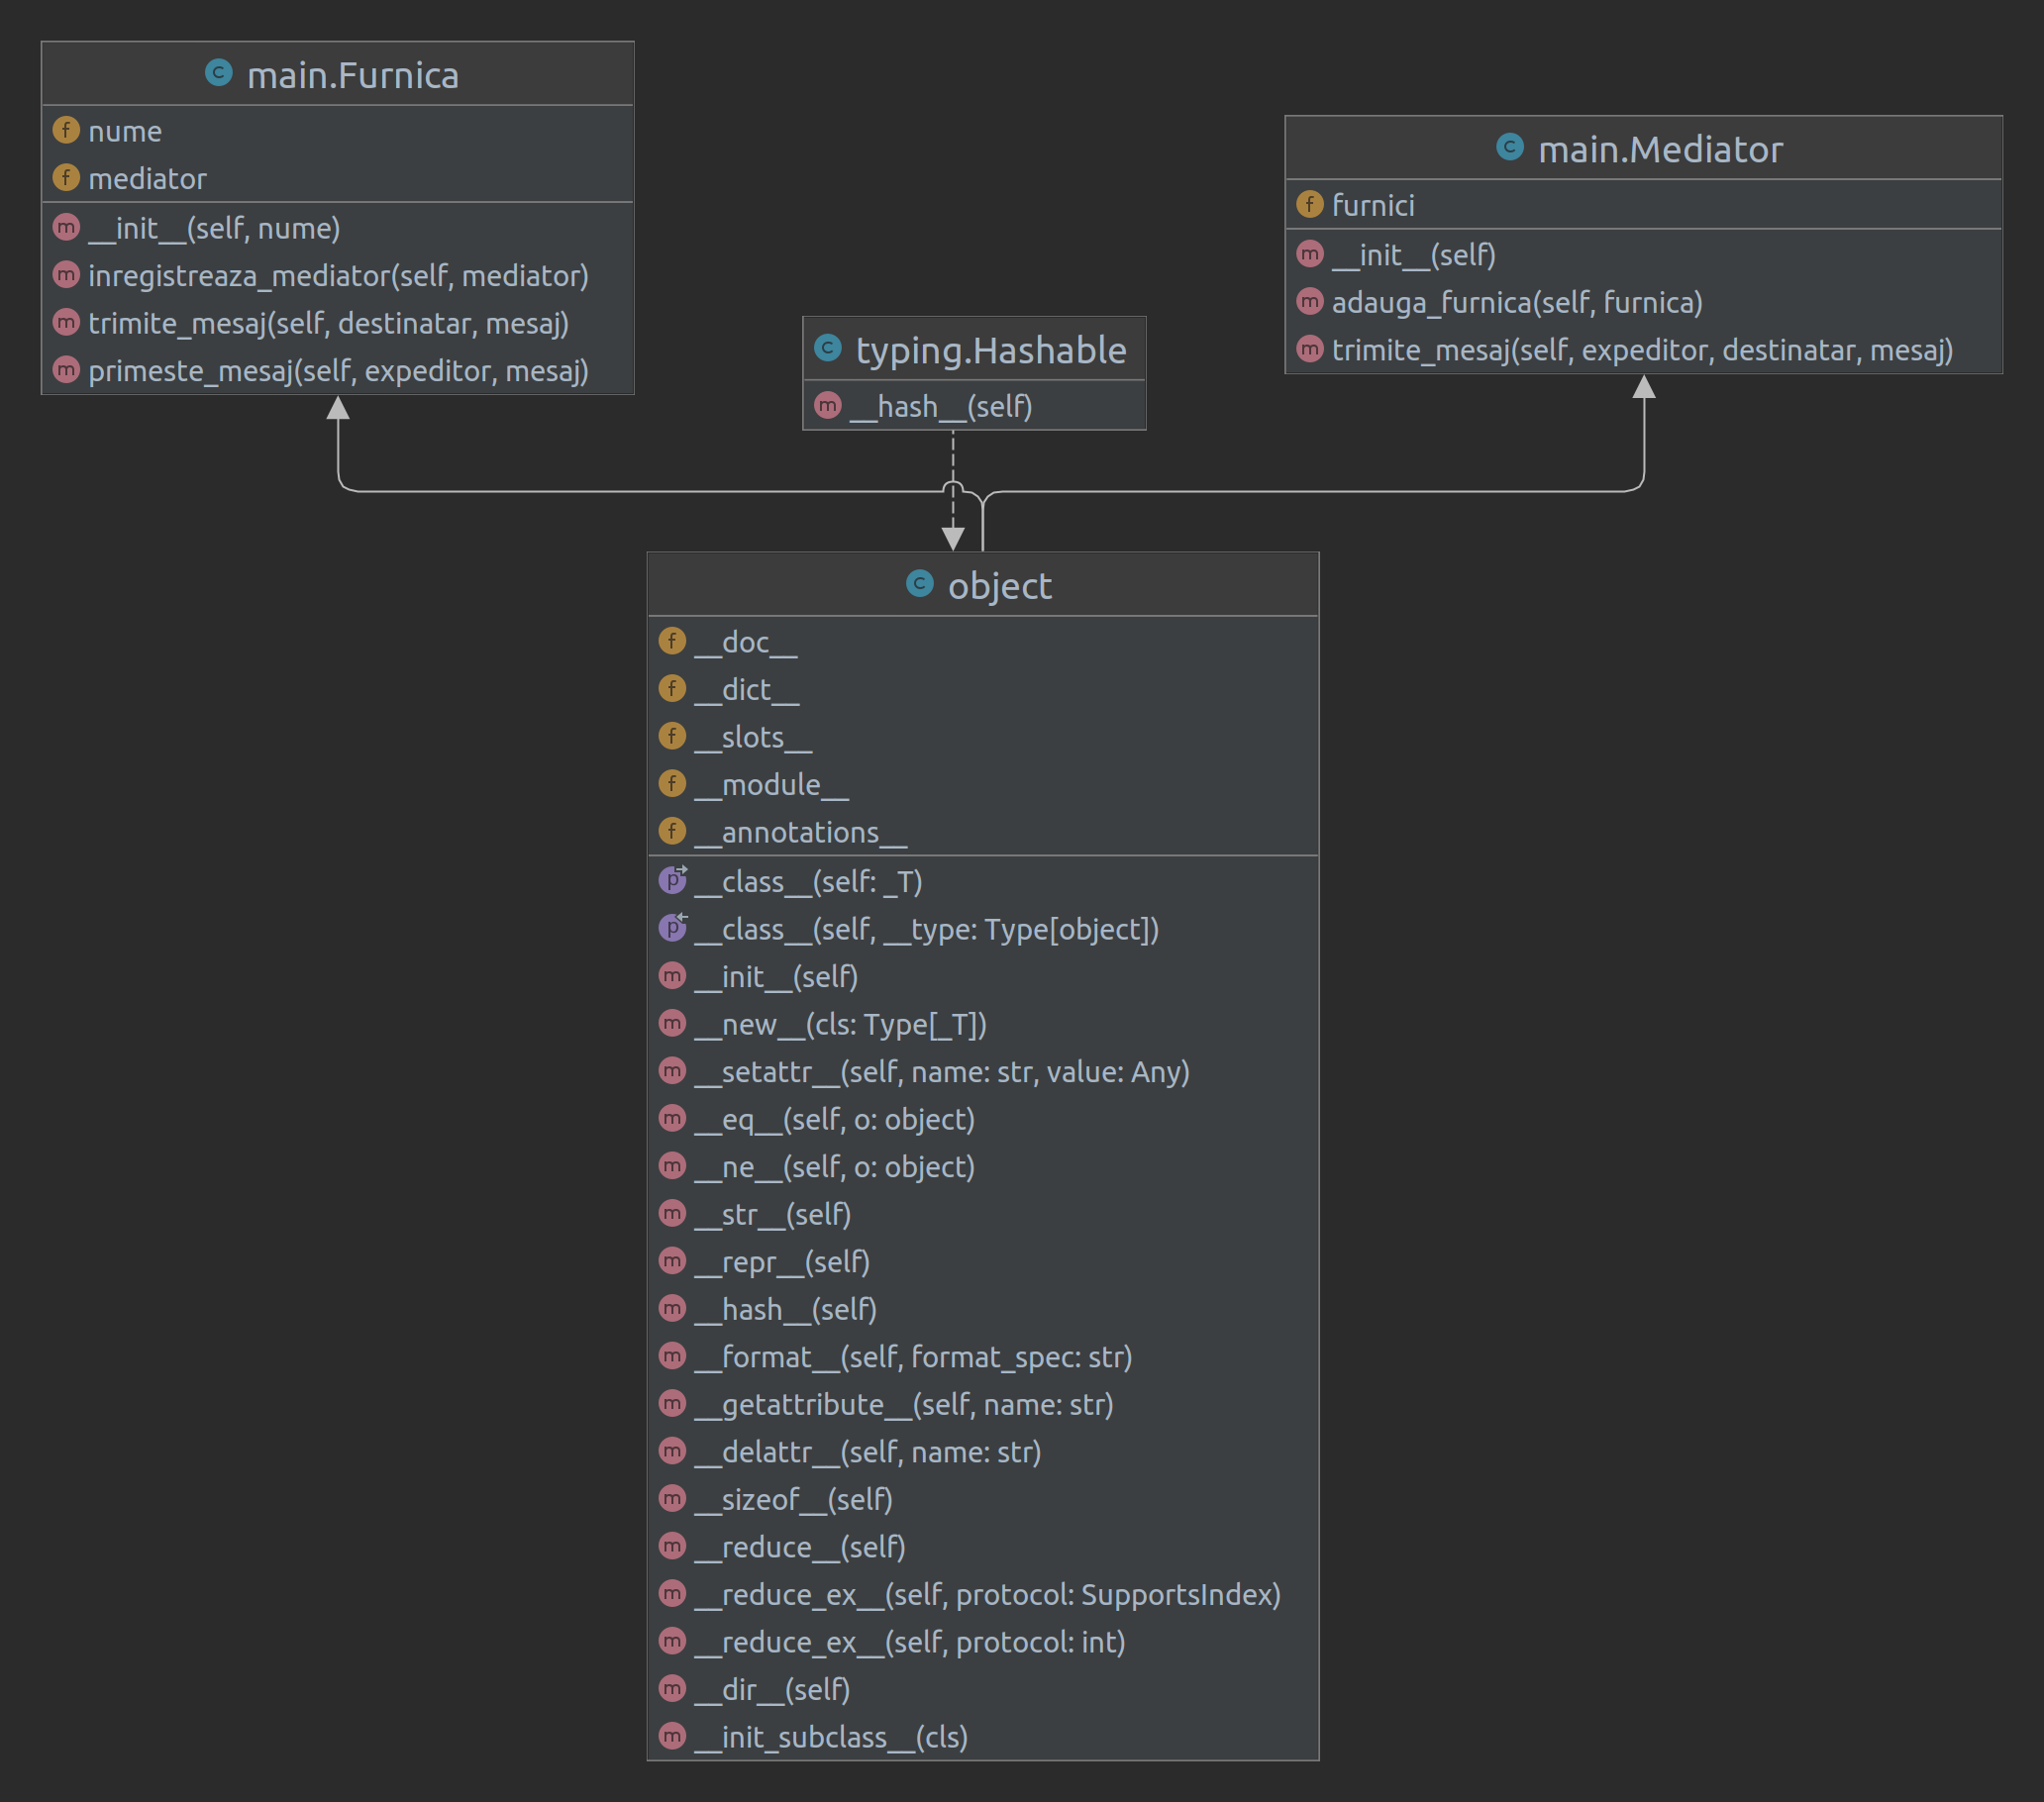 main.Furnica
nume
mediator
__init__(self, nume)
inregistreaza_mediator(self, mediator)
trimite_mesaj(self, destinatar, mesaj)
primeste_mesaj(self, expeditor, mesaj)
typing.Hashable
__hash__(self)
main.Mediator
furnici
__init__(self)
adauga_furnica(self, furnica)
trimite_mesaj(self, expeditor, destinatar, mesaj)
object
__doc__
__dict__
__slots__
__module__
__annotations__
__class__(self: _T)
__class__(self, __type: Type[object])
__init__(self)
__new__(cls: Type[_T])
__setattr__(self, name: str, value: Any)
__eq__(self, o: object)
__ne__(self, o: object)
__str__(self)
__repr__(self)
__hash__(self)
__format__(self, format_spec: str)
__getattribute__(self, name: str)
__delattr__(self, name: str)
__sizeof__(self)
__reduce__(self)
__reduce_ex__(self, protocol: SupportsIndex)
__reduce_ex__(self, protocol: int)
__dir__(self)
__init_subclass__(cls)